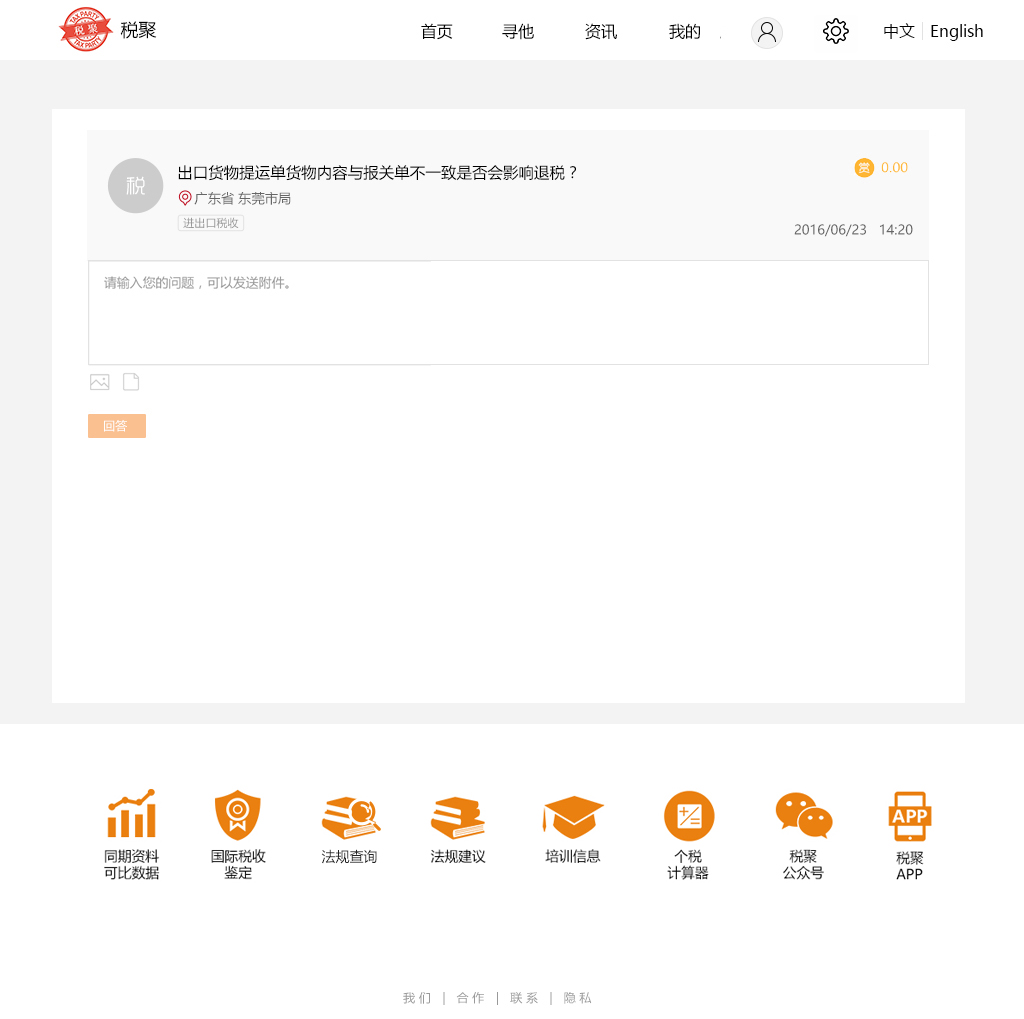 TAX PARTY 税聚 TAX PARTY
税聚
首页 寻他 资讯 我的 中文 English
税
出口货物提运单货物内容与报关单不一致是否会影响退税？
赏 0.00
广东省 东莞市局
进出口税收
2016/06/23 14:20
请输入您的问题，可以发送附件。
回答
APP
同期资料
可比数据
国际税收
鉴定
法规查询
法规建议
培训信息
个税
计算器
税聚
公众号
税聚
APP
我们 | 合作 | 联系 | 隐私